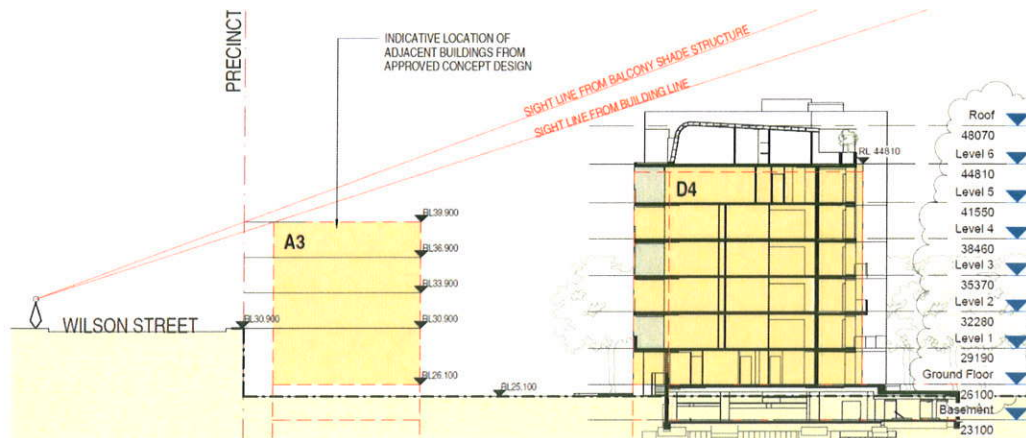 PRECINCT
INDICATIVE LOCATION OF
ADJACENT BUILDINGS FROM
APPROVED CONCEPT DESIGN
SIGHT LINE FROM BALCONY SHADE STRUCTURE
SIGHT LINE FROM BUILDING LINE
Roof
48070
RL 44810
Level 6
44810
D4
Level 5
41550
RL39.900
Level 4
A3
38460
RL36.900
Level 3
35370
RL33.900
Level 2
32280
WILSON STREET
RL30.900
RL30.900
Level 1
29190
Ground Floor
RL26.100
26100
RL25.100
Basement
23100